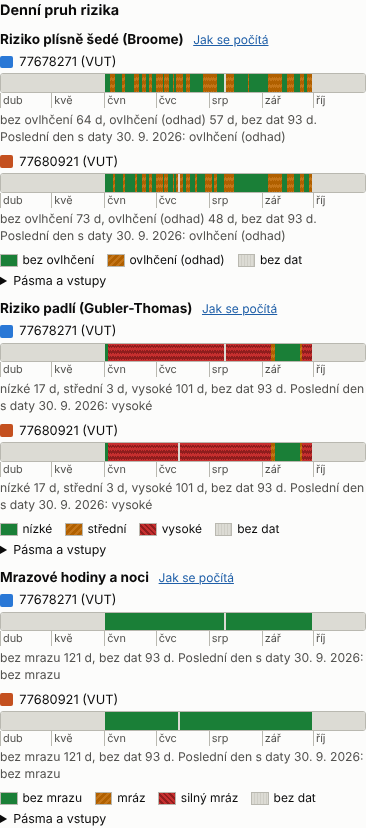 Denní pruh rizika
Riziko plísně šedé (Broome) Jak se počítá
77678271 (VUT)
dub kvě čvn čvc srp zář říj
bez ovlhčení 64 d, ovlhčení (odhad) 57 d, bez dat 93 d.
Poslední den s daty 30. 9. 2026: ovlhčení (odhad)
77680921 (VUT)
dub kvě čvn čvc srp zář říj
bez ovlhčení 73 d, ovlhčení (odhad) 48 d, bez dat 93 d.
Poslední den s daty 30. 9. 2026: ovlhčení (odhad)
bez ovlhčení ovlhčení (odhad) bez dat
Pásma a vstupy
Riziko padlí (Gubler-Thomas) Jak se počítá
77678271 (VUT)
dub kvě čvn čvc srp zář říj
nízké 17 d, střední 3 d, vysoké 101 d, bez dat 93 d. Poslední den
s daty 30. 9. 2026: vysoké
77680921 (VUT)
dub kvě čvn čvc srp zář říj
nízké 17 d, střední 3 d, vysoké 101 d, bez dat 93 d. Poslední den
s daty 30. 9. 2026: vysoké
nízké střední vysoké bez dat
Pásma a vstupy
Mrazové hodiny a noci Jak se počítá
77678271 (VUT)
dub kvě čvn čvc srp zář říj
bez mrazu 121 d, bez dat 93 d. Poslední den s daty 30. 9. 2026:
bez mrazu
77680921 (VUT)
dub kvě čvn čvc srp zář říj
bez mrazu 121 d, bez dat 93 d. Poslední den s daty 30. 9. 2026:
bez mrazu
bez mrazu mráz silný mráz bez dat
Pásma a vstupy